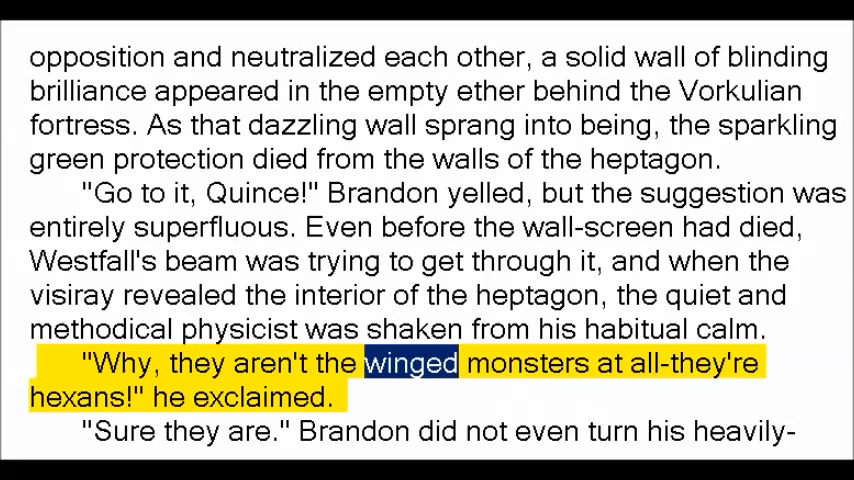 opposition and neutralized each other, a solid wall of blinding
brilliance appeared in the empty ether behind the Vorkulian
fortress. As that dazzling wall sprang into being, the sparkling
green protection died from the walls of the heptagon.
"Go to it, Quince!" Brandon yelled, but the suggestion was
entirely superfluous. Even before the wall-screen had died,
Westfall's beam was trying to get through it, and when the
visiray revealed the interior of the heptagon, the quiet and
methodical physicist was shaken from his habitual calm.
"Why, they aren't the winged monsters at all-they're
hexans!" he exclaimed.
"Sure they are." Brandon did not even turn his heavily-